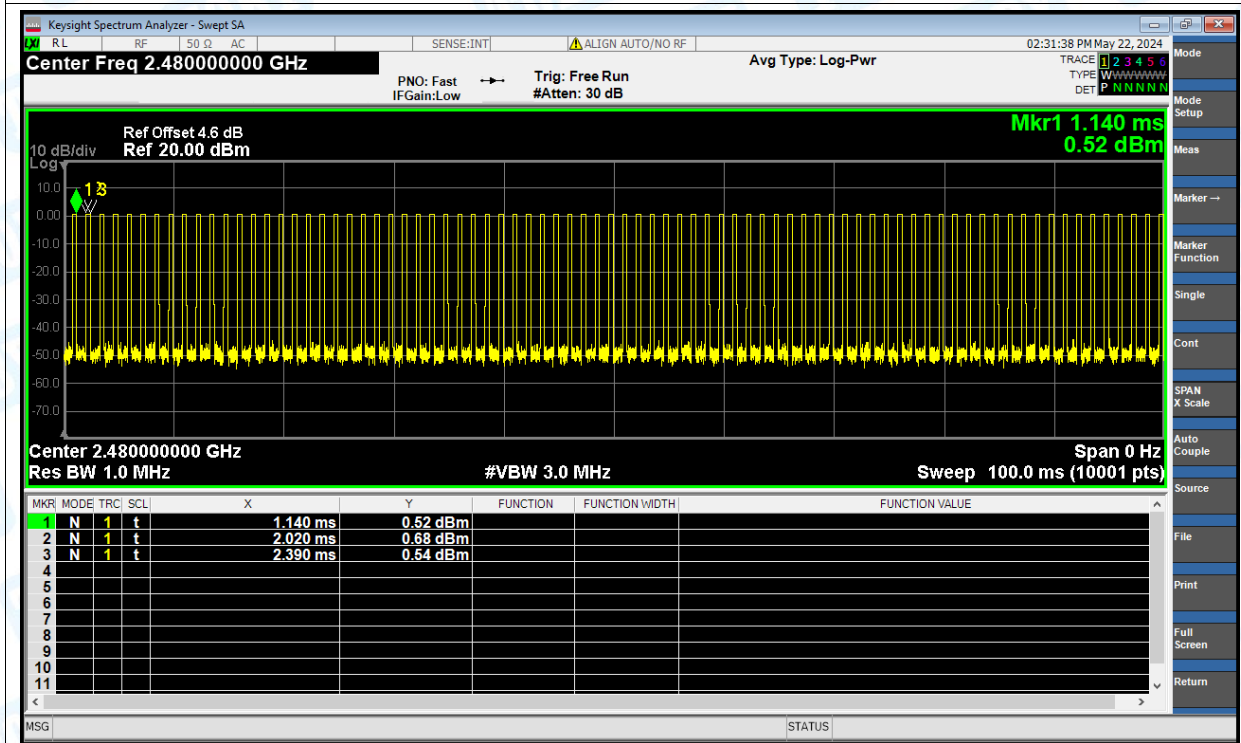 Keysight Spectrum Analyzer - Swept SA
LXI RL RF 50 Ω AC SENSE:INT ALIGN AUTO/NO RF 02:31:38 PM May 22, 2024
Center Freq 2.480000000 GHz Avg Type: Log-Pwr TRACE 1 2 3 4 5 6
PNO: Fast Trig: Free Run TYPE WWWWWW
IFGain:Low #Atten: 30 dB DET P N N N N N
Ref Offset 4.6 dB Mkr1 1.140 ms
10 dB/div Ref 20.00 dBm 0.52 dBm
Log
10.0
0.00
-10.0
-20.0
-30.0
-40.0
-50.0
-60.0
-70.0
1
3
Center 2.480000000 GHz Span 0 Hz
Res BW 1.0 MHz #VBW 3.0 MHz Sweep 100.0 ms (10001 pts)
MKR MODE TRC SCL X Y FUNCTION FUNCTION WIDTH FUNCTION VALUE
1 N 1 t 1.140 ms 0.52 dBm
2 N 1 t 2.020 ms 0.68 dBm
3 N 1 t 2.390 ms 0.54 dBm
4
5
6
7
8
9
10
11
MSG STATUS
Mode
Mode
Setup
Meas
Marker →
Marker
Function
Single
Cont
SPAN
X Scale
Auto
Couple
Source
File
Print
Full
Screen
Return